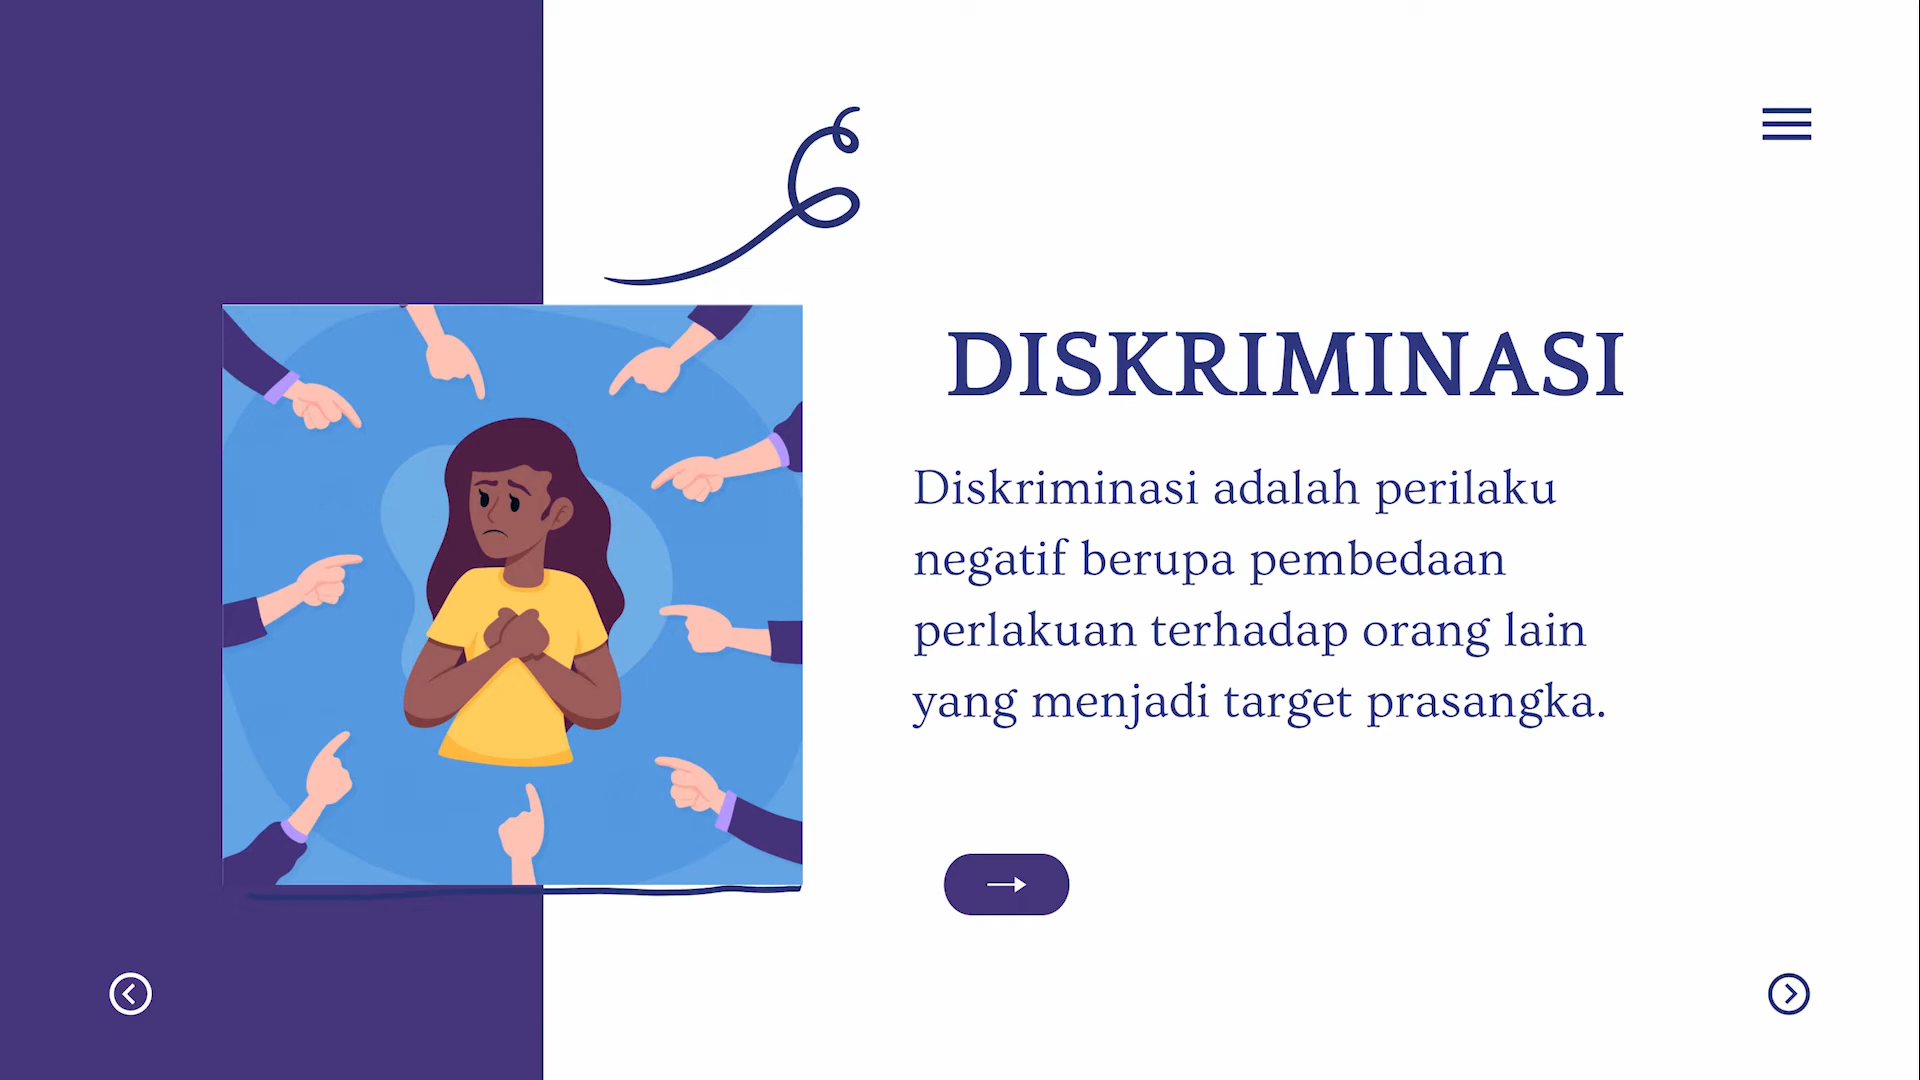 DISKRIMINASI
Diskriminasi adalah perilaku
negatif berupa pembedaan
perlakuan terhadap orang lain
yang menjadi target prasangka.